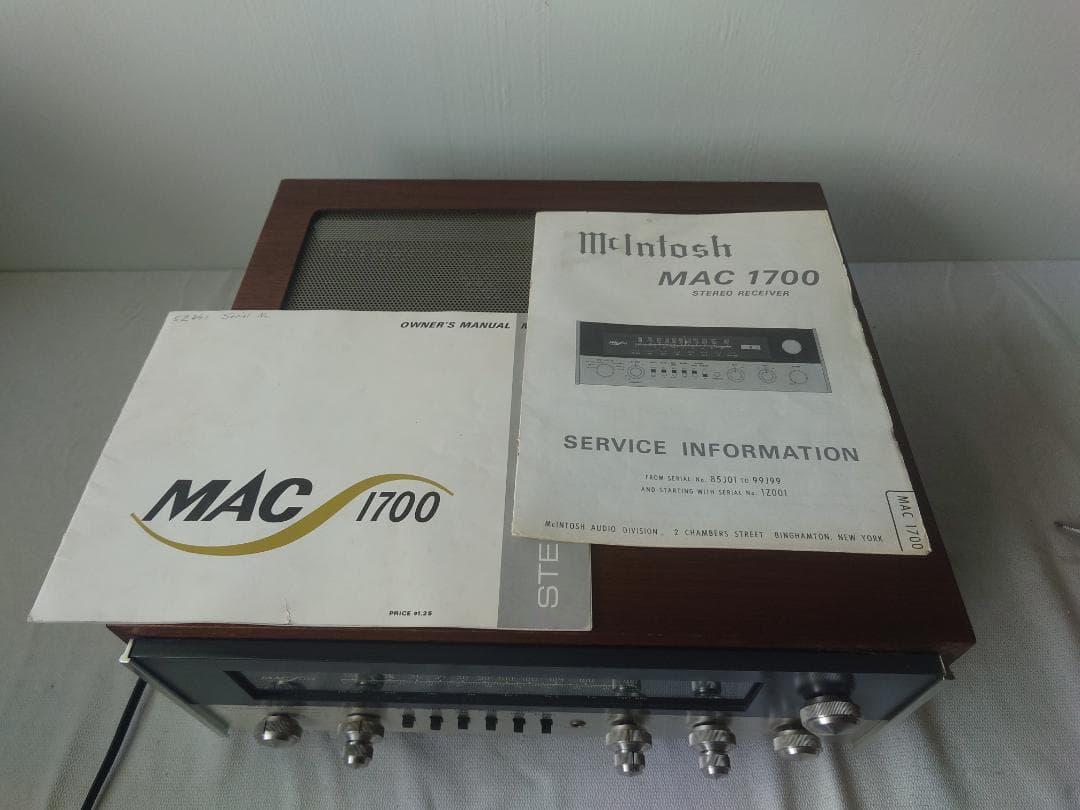 Serial No.
OWNER'S MANUAL
MAC 1700
PRICE $1.25
STE
McIntosh
MAC 1700
STEREO RECEIVER
SERVICE INFORMATION
FROM SERIAL No. 85J01 TO 99J99
AND STARTING WITH SERIAL No. 1Z001
McINTOSH AUDIO DIVISION, 2 CHAMBERS STREET BINGHAMTON, NEW YORK
MAC 1700